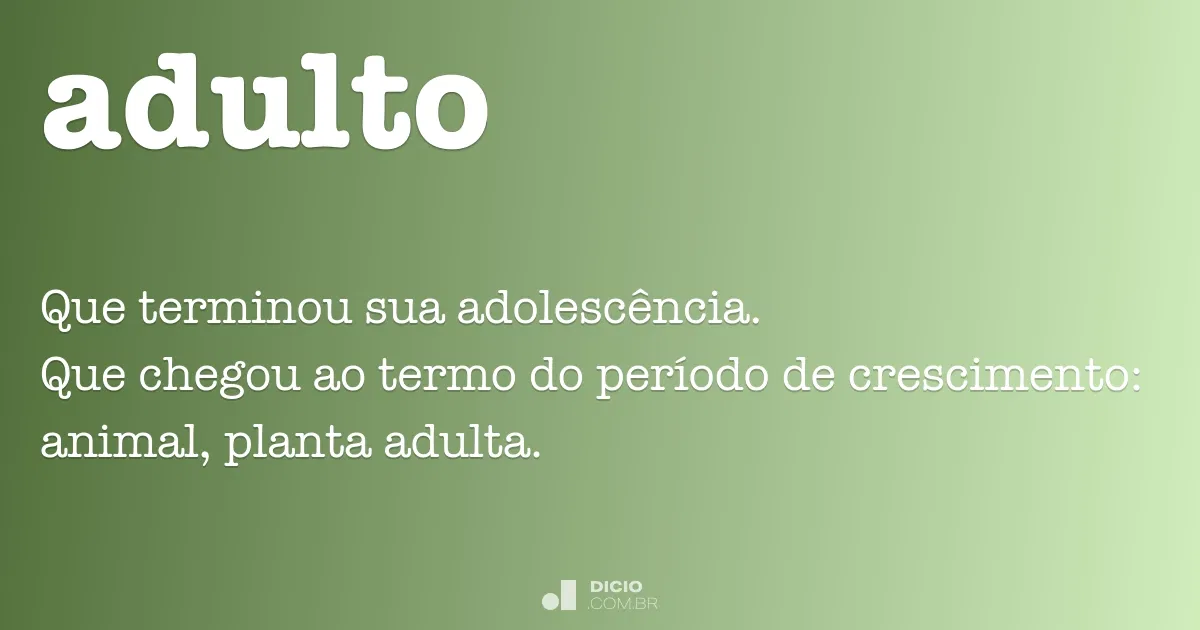 adulto
Que terminou sua adolescência.
Que chegou ao termo do período de crescimento:
animal, planta adulta.
DICIO
.COM.BR